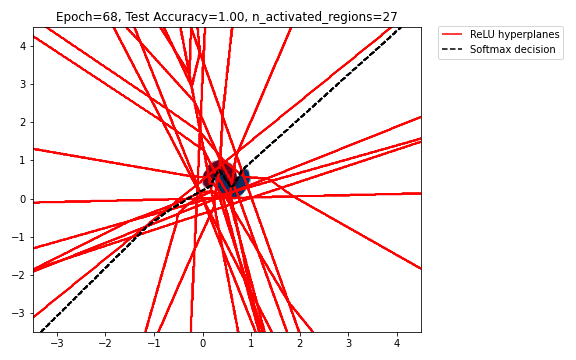 Epoch=68, Test Accuracy=1.00, n_activated_regions=27
ReLU hyperplanes
Softmax decision
4
3
2
1
0
−1
−2
−3
−3 −2 −1 0 1 2 3 4